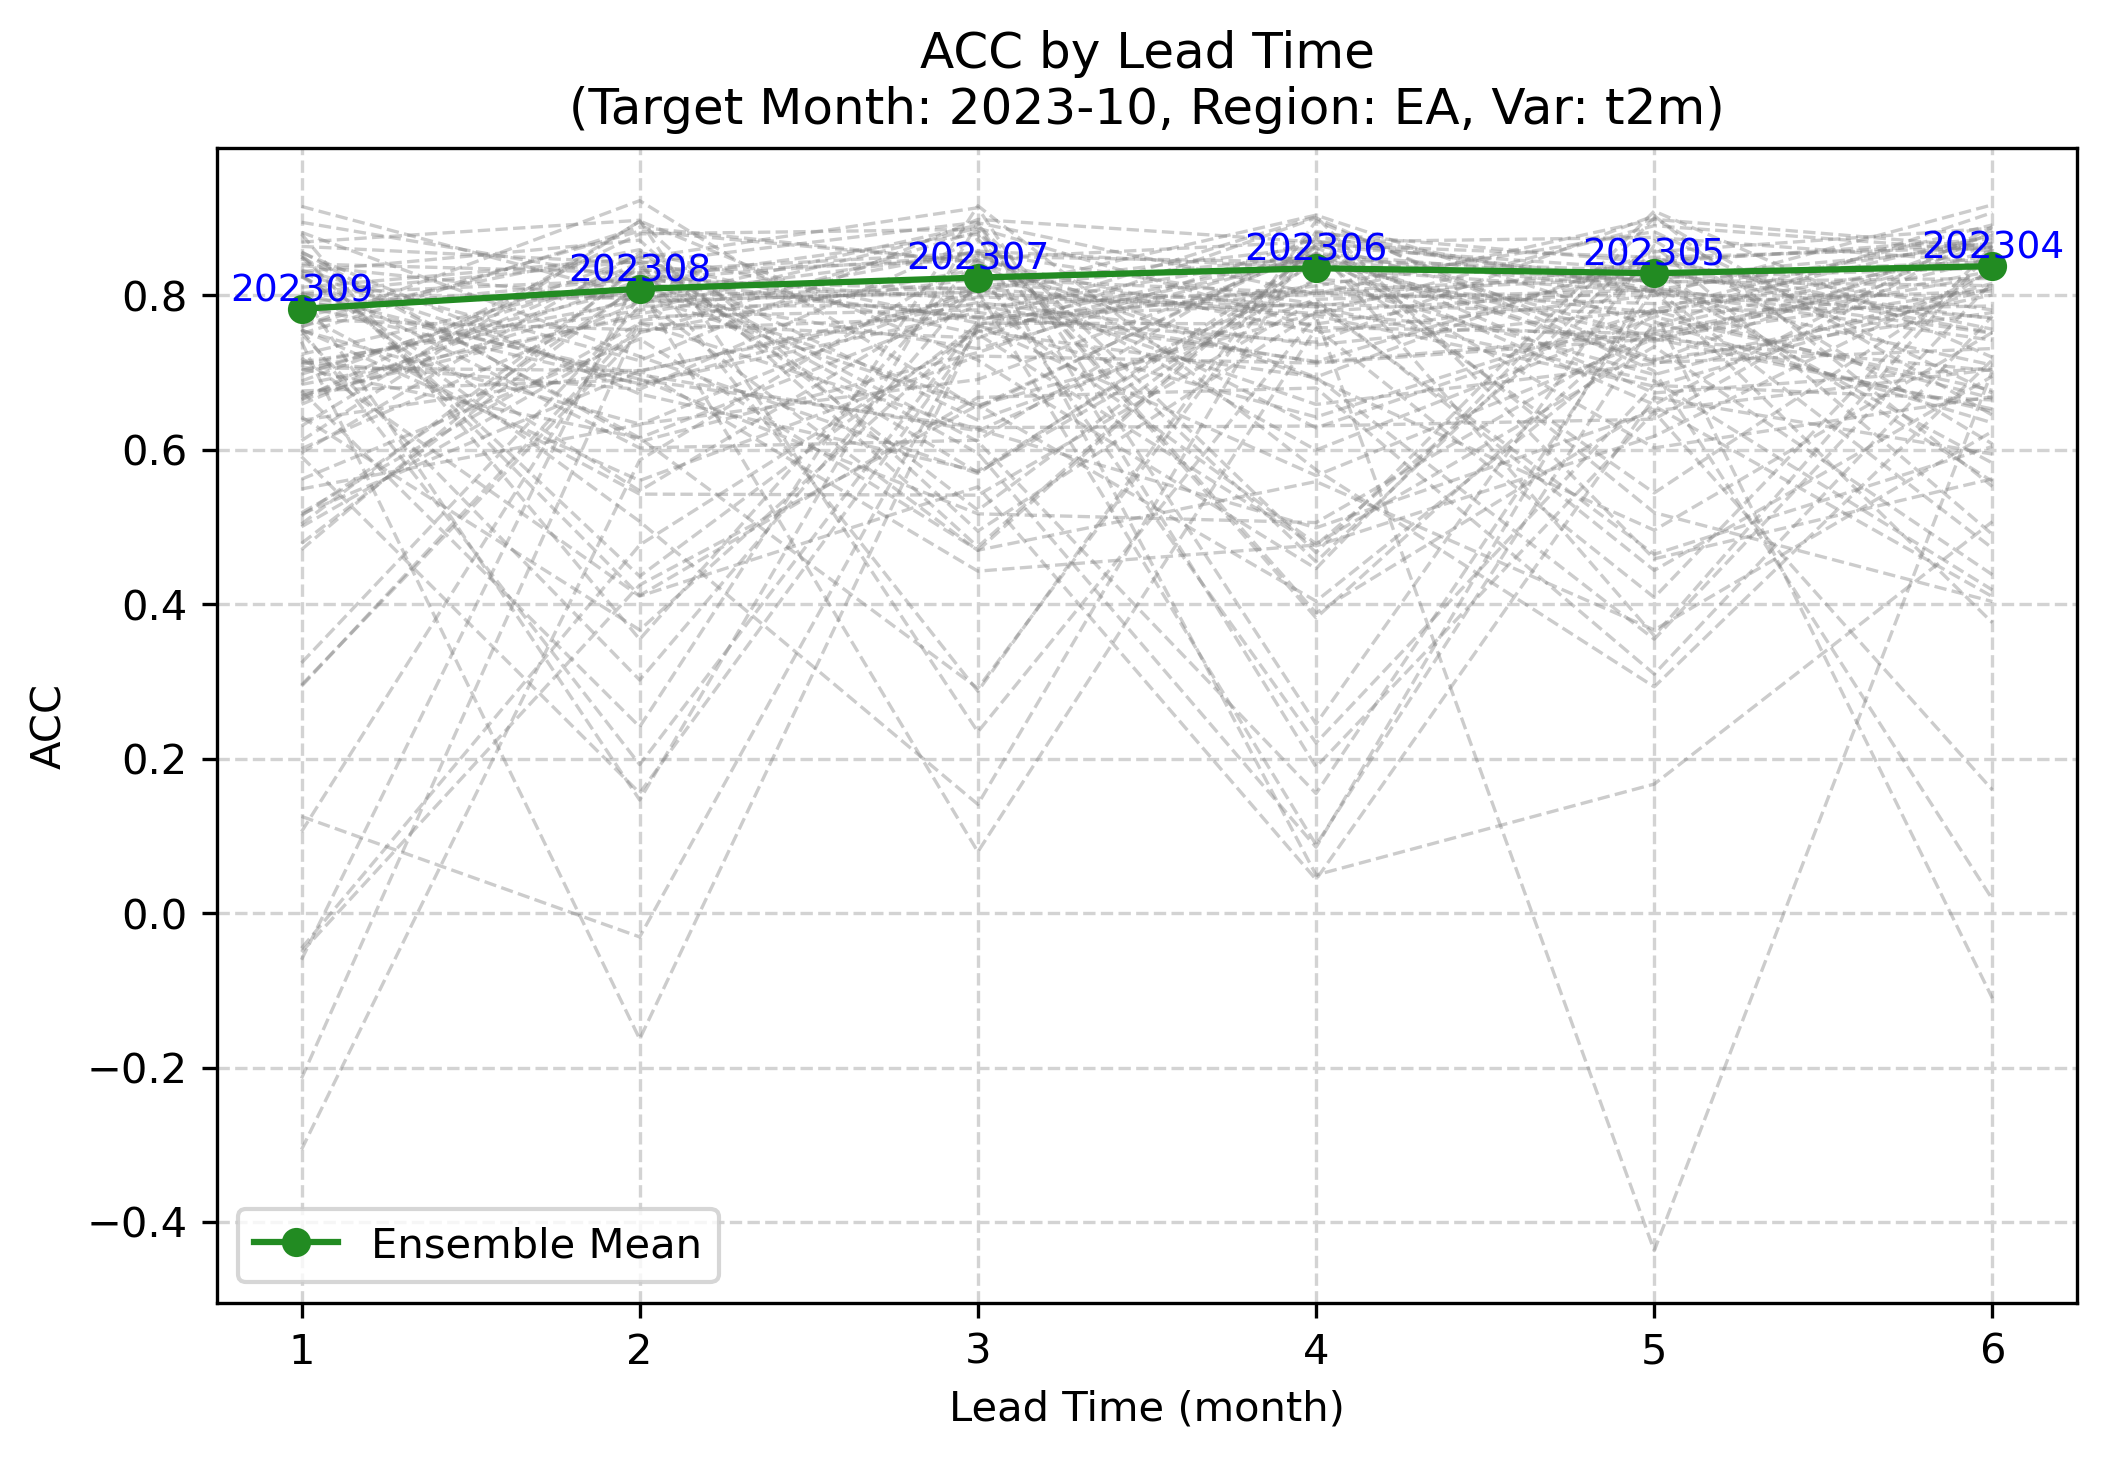 ACC by Lead Time
(Target Month: 2023-10, Region: EA, Var: t2m)
ACC
0.8
0.6
0.4
0.2
0.0
−0.2
−0.4
202309
202308
202307
202306
202305
202304
Ensemble Mean
1 2 3 4 5 6
Lead Time (month)